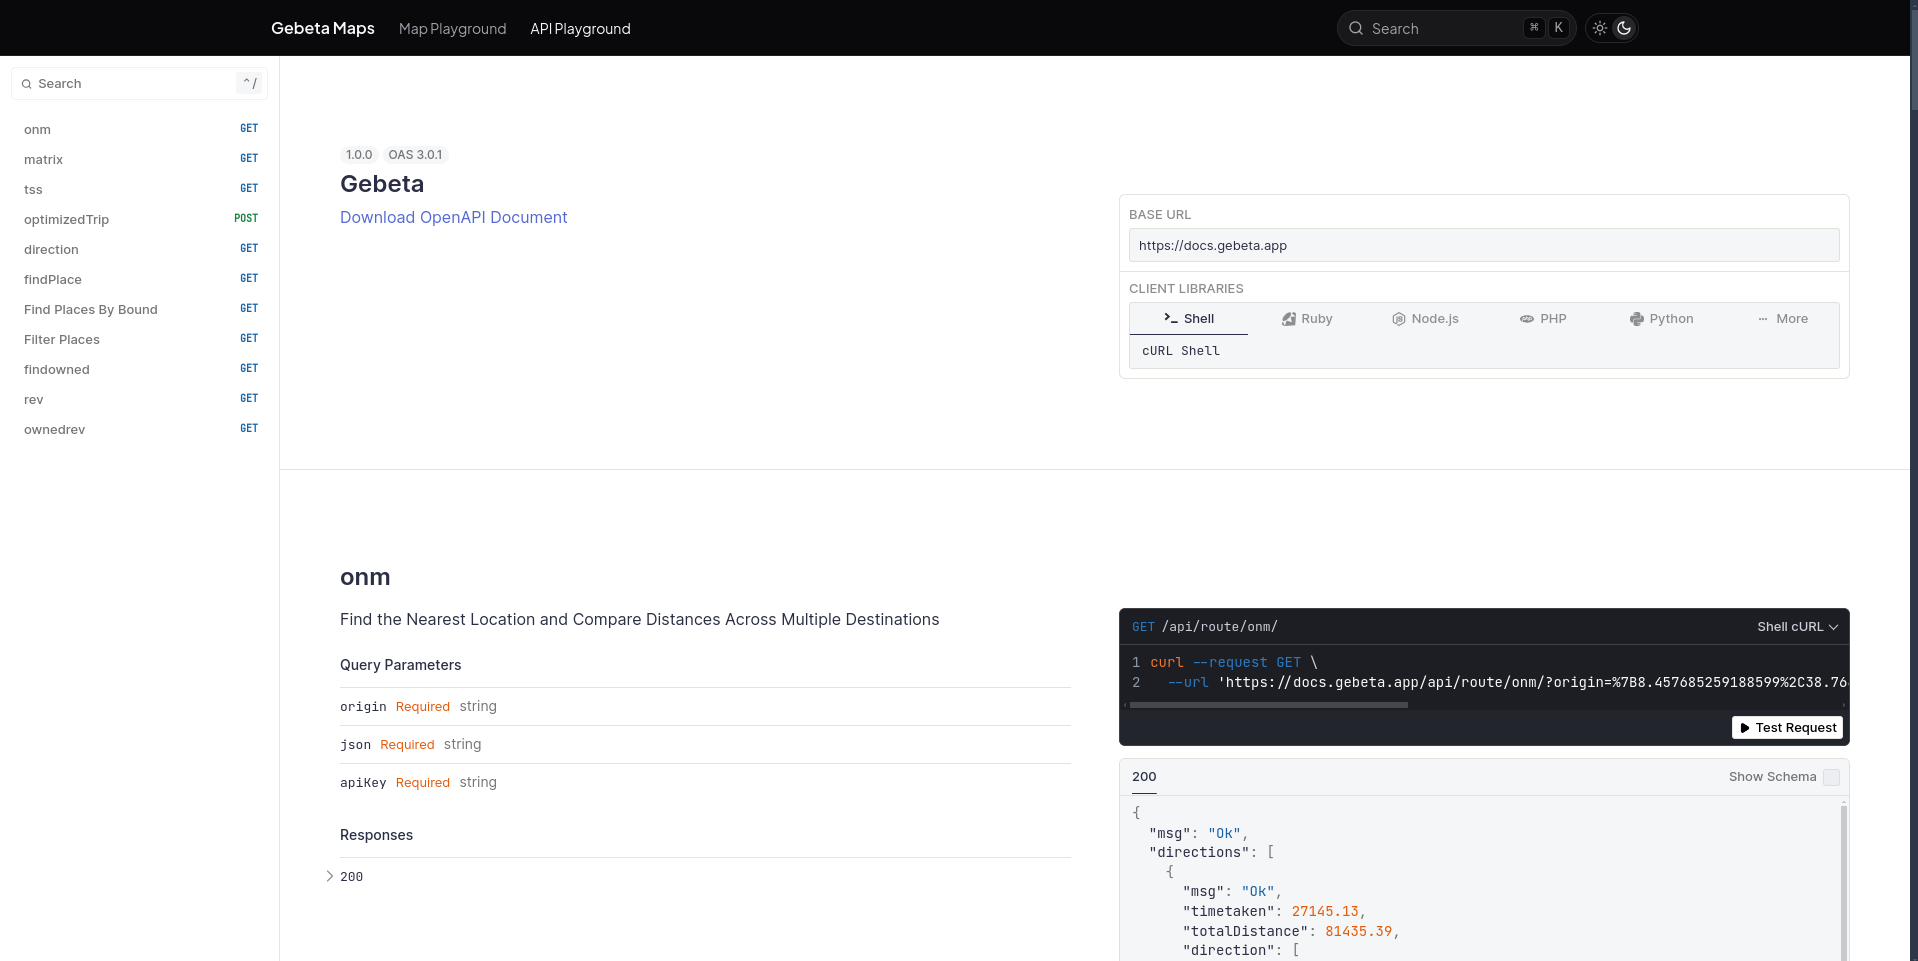 Gebeta Maps Map Playground API Playground Search ⌘ K
Search ^/
onm GET
matrix GET
tss GET
optimizedTrip POST
direction GET
findPlace GET
Find Places By Bound GET
Filter Places GET
findowned GET
rev GET
ownedrev GET
1.0.0 OAS 3.0.1
Gebeta
Download OpenAPI Document
BASE URL
https://docs.gebeta.app
CLIENT LIBRARIES
Shell Ruby Node.js PHP Python More
cURL Shell
onm
Find the Nearest Location and Compare Distances Across Multiple Destinations
Query Parameters
origin Required string
json Required string
apiKey Required string
Responses
200
GET /api/route/onm/ Shell cURL
1 curl --request GET \
2 --url 'https://docs.gebeta.app/api/route/onm/?origin=%7B8.457685259188599%2C38.76
Test Request
200 Show Schema
{
"msg": "Ok",
"directions": [
{
"msg": "Ok",
"timetaken": 27145.13,
"totalDistance": 81435.39,
"direction": [